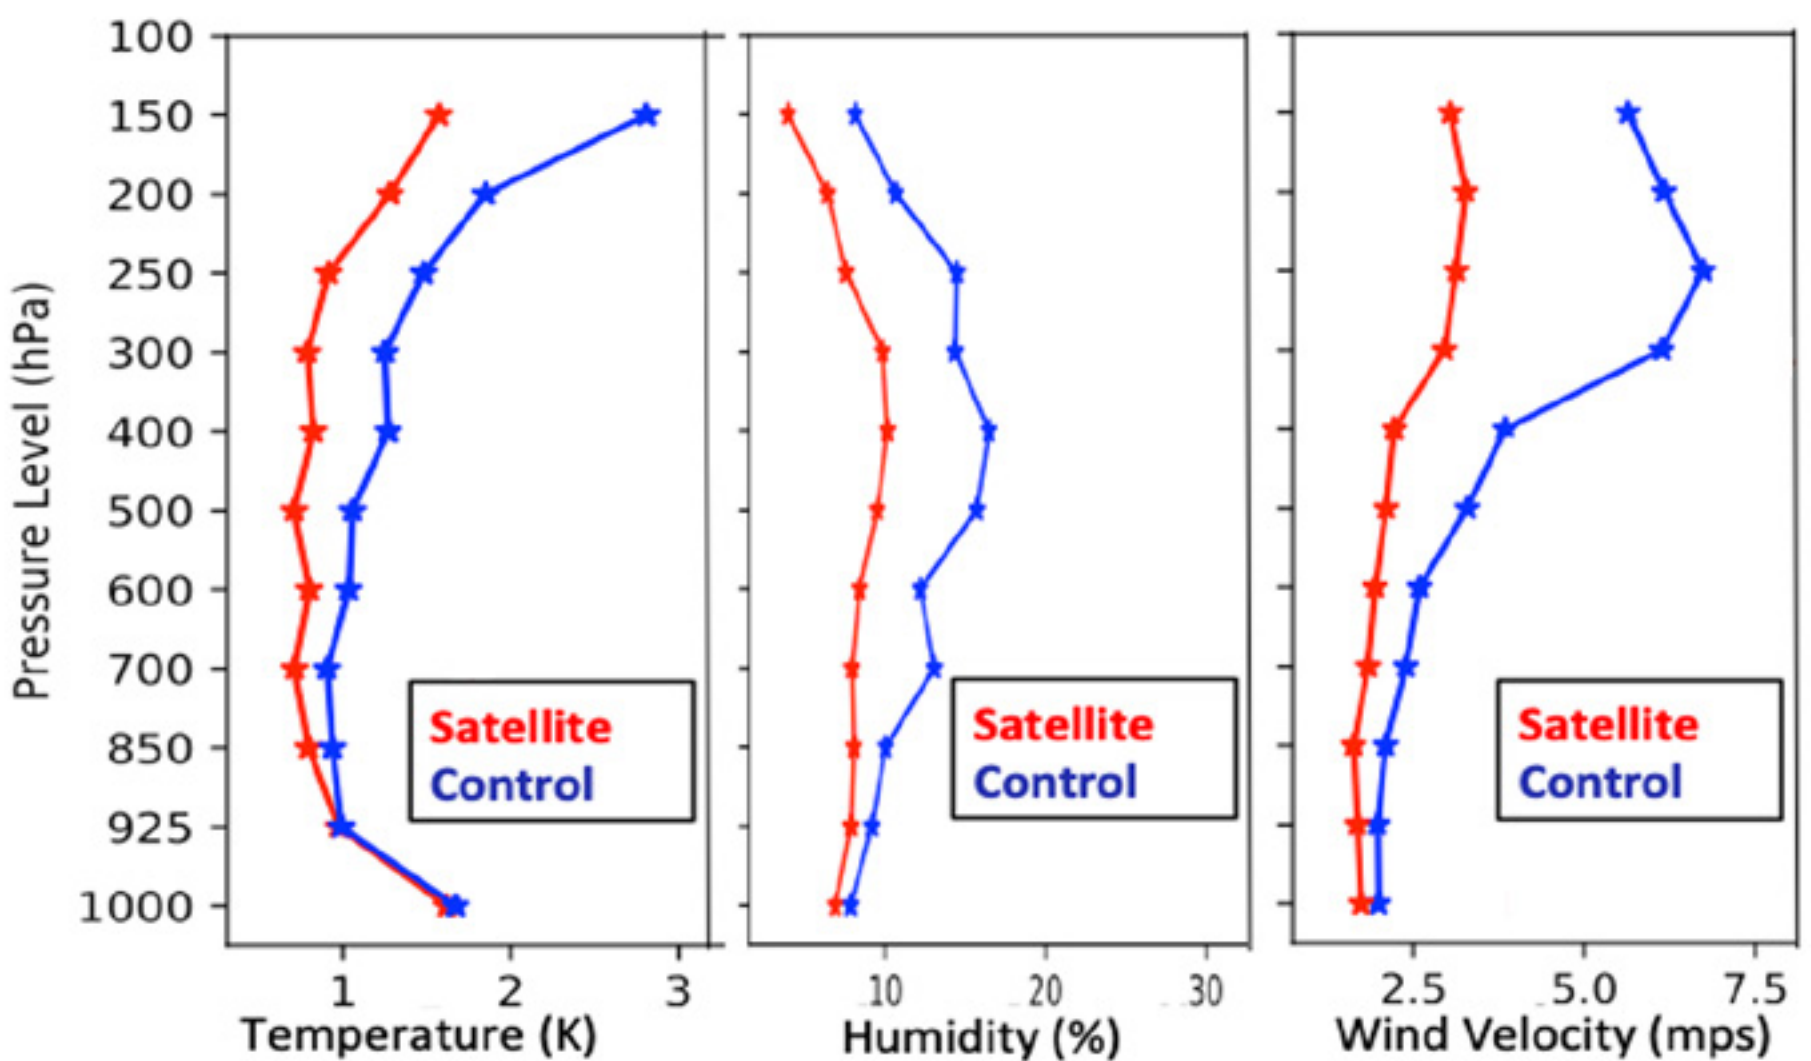 Pressure Level (hPa)
100
150
200
250
300
400
500
600
700
850
925
1000
Satellite
Control
1 2 3
Temperature (K)
Satellite
Control
10 20 30
Humidity (%)
Satellite
Control
2.5 5.0 7.5
Wind Velocity (mps)